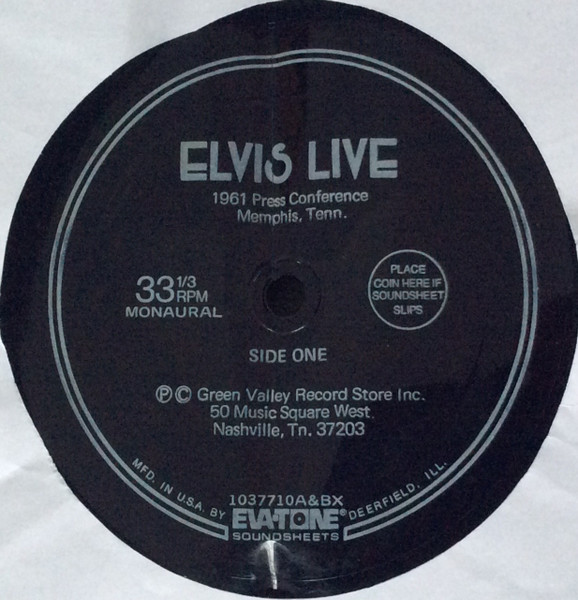 ELVIS LIVE
1961 Press Conference
Memphis, Tenn.
33 1/3 RPM
MONAURAL
PLACE
COIN HERE IF
SOUNDSHEET
SLIPS
SIDE ONE
Ⓟ© Green Valley Record Store Inc.
50 Music Square West,
Nashville, Tn. 37203
1037710A&BX
MFD. IN U.S.A. BY EVA-TONE® DEERFIELD, ILL.
SOUNDSHEETS